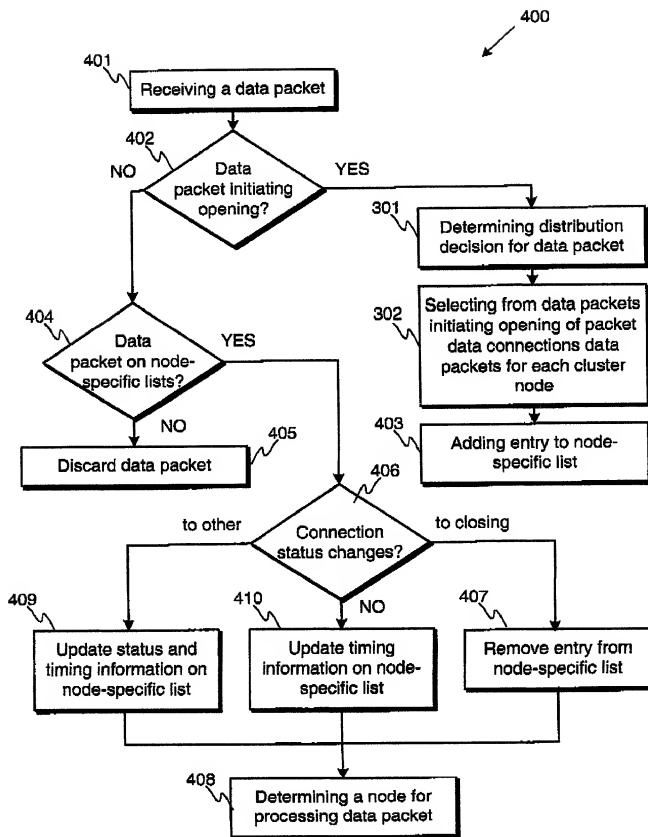 400
401
Receiving a data packet
402
NO
Data
packet initiating
opening?
YES
301
Determining distribution
decision for data packet
302
Selecting from data packets
initiating opening of packet
data connections data
packets for each cluster
node
403
Adding entry to node-
specific list
404
Data
packet on node-
specific lists?
YES
NO
405
Discard data packet
406
to other
Connection
status changes?
to closing
NO
409
Update status and
timing information on
node-specific list
410
Update timing
information on node-
specific list
407
Remove entry from
node-specific list
408
Determining a node for
processing data packet